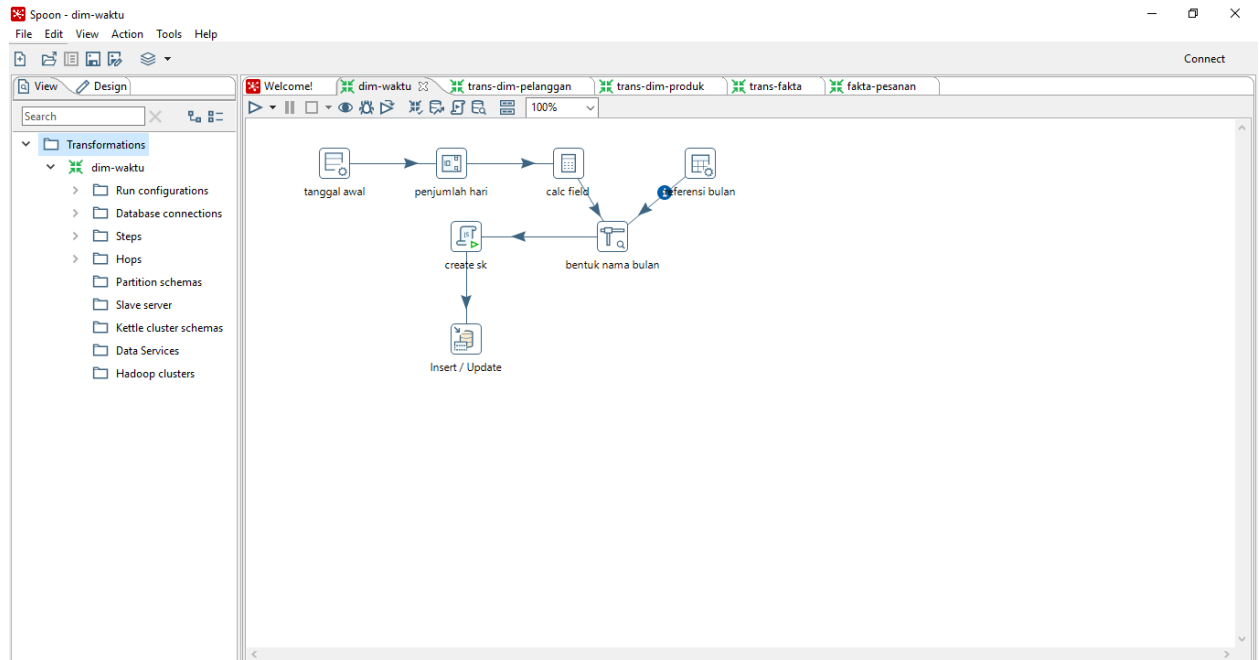 Spoon - dim-waktu
File Edit View Action Tools Help
Connect
View Design
Welcome! dim-waktu trans-dim-pelanggan trans-dim-produk trans-fakta fakta-pesanan
100%
Search
Transformations
dim-waktu
Run configurations
Database connections
Steps
Hops
Partition schemas
Slave server
Kettle cluster schemas
Data Services
Hadoop clusters
tanggal awal penjumlah hari calc field eferensi bulan
create sk bentuk nama bulan
Insert / Update